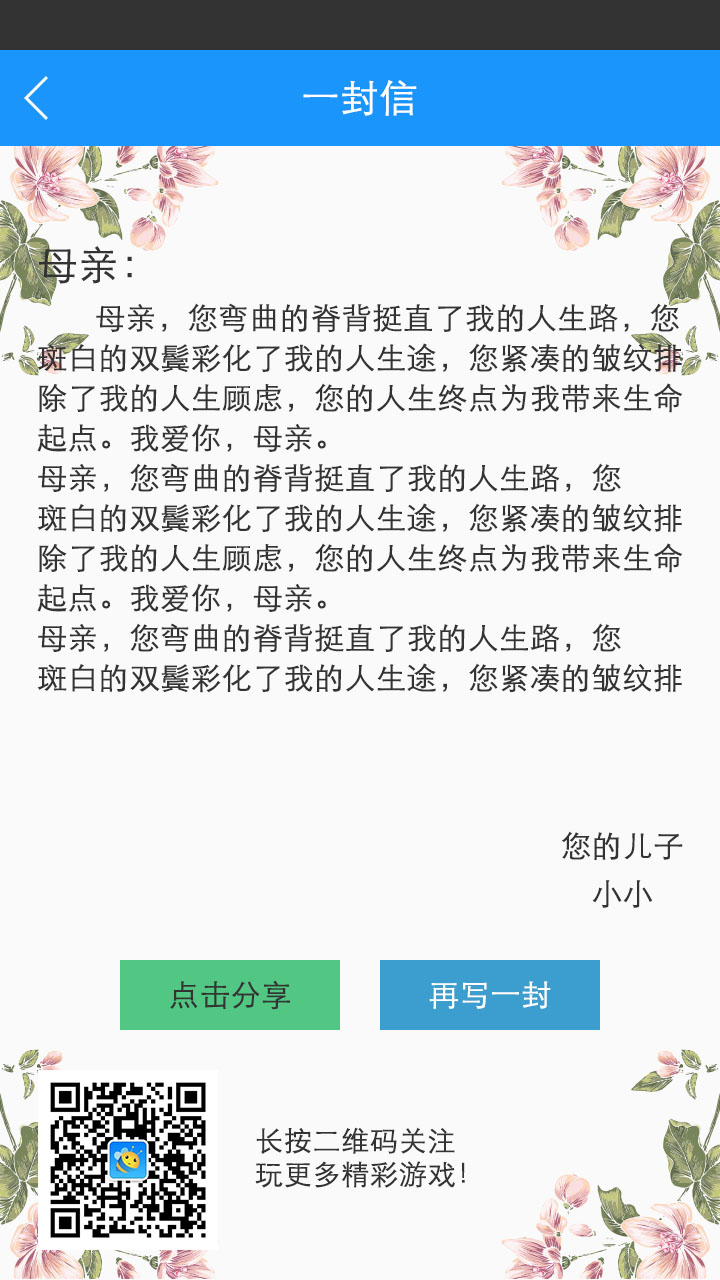 一封信
母亲：
母亲，您弯曲的脊背挺直了我的人生路，您
斑白的双鬓彩化了我的人生途，您紧凑的皱纹排
除了我的人生顾虑，您的人生终点为我带来生命
起点。我爱你，母亲。
母亲，您弯曲的脊背挺直了我的人生路，您
斑白的双鬓彩化了我的人生途，您紧凑的皱纹排
除了我的人生顾虑，您的人生终点为我带来生命
起点。我爱你，母亲。
母亲，您弯曲的脊背挺直了我的人生路，您
斑白的双鬓彩化了我的人生途，您紧凑的皱纹排
您的儿子
小小
点击分享
再写一封
长按二维码关注
玩更多精彩游戏！